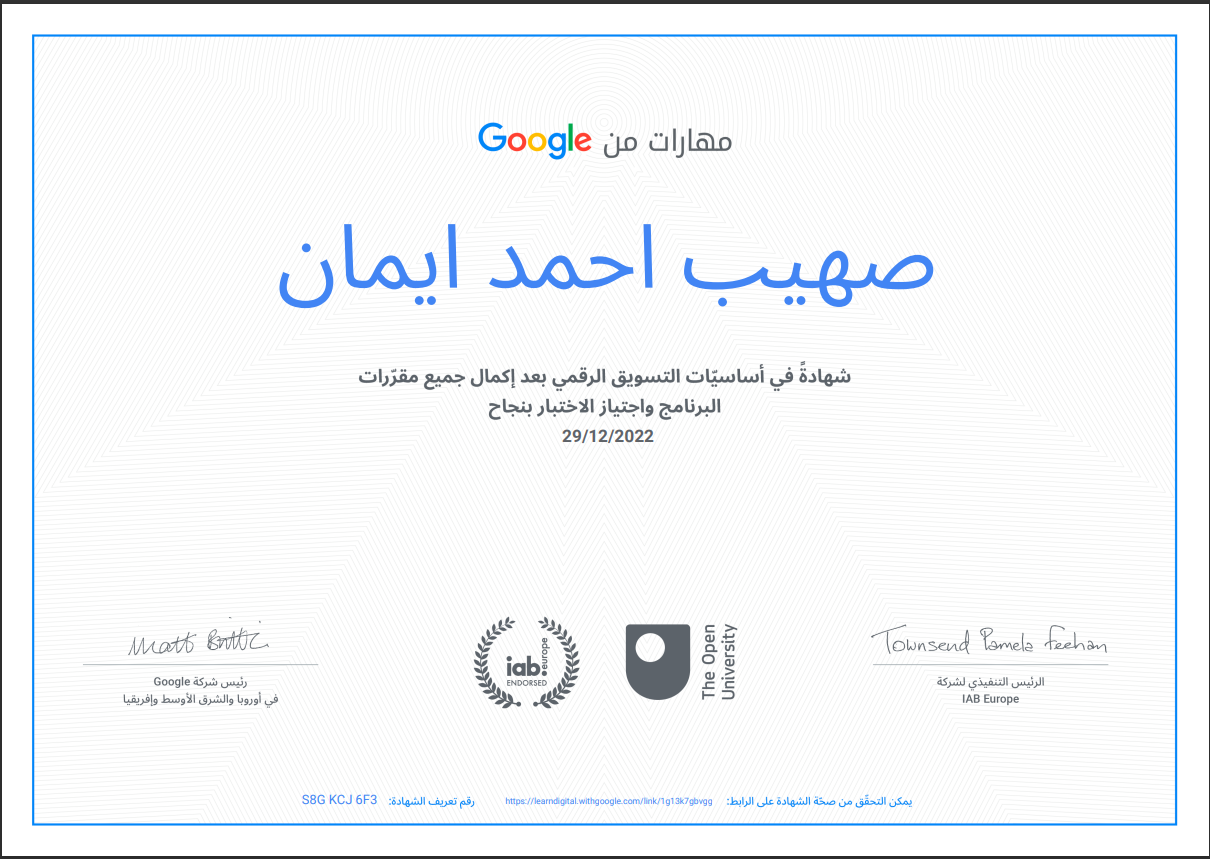 مهارات من Google
صهيب احمد ايمان
شهادةً في أساسيّات التسويق الرقمي بعد إكمال جميع مقرّرات
البرنامج واجتياز الاختبار بنجاح
29/12/2022
Townsend Pamela Feehan
الرئيس التنفيذي لشركة
IAB Europe
The Open
University
iab.europe
ENDORSED
Matt Brittin
رئيس شركة Google
في أوروبا والشرق الأوسط وإفريقيا
يمكن التحقّق من صحّة الشهادة على الرابط: https://learndigital.withgoogle.com/link/1g13k7gbvgg
رقم تعريف الشهادة: S8G KCJ 6F3